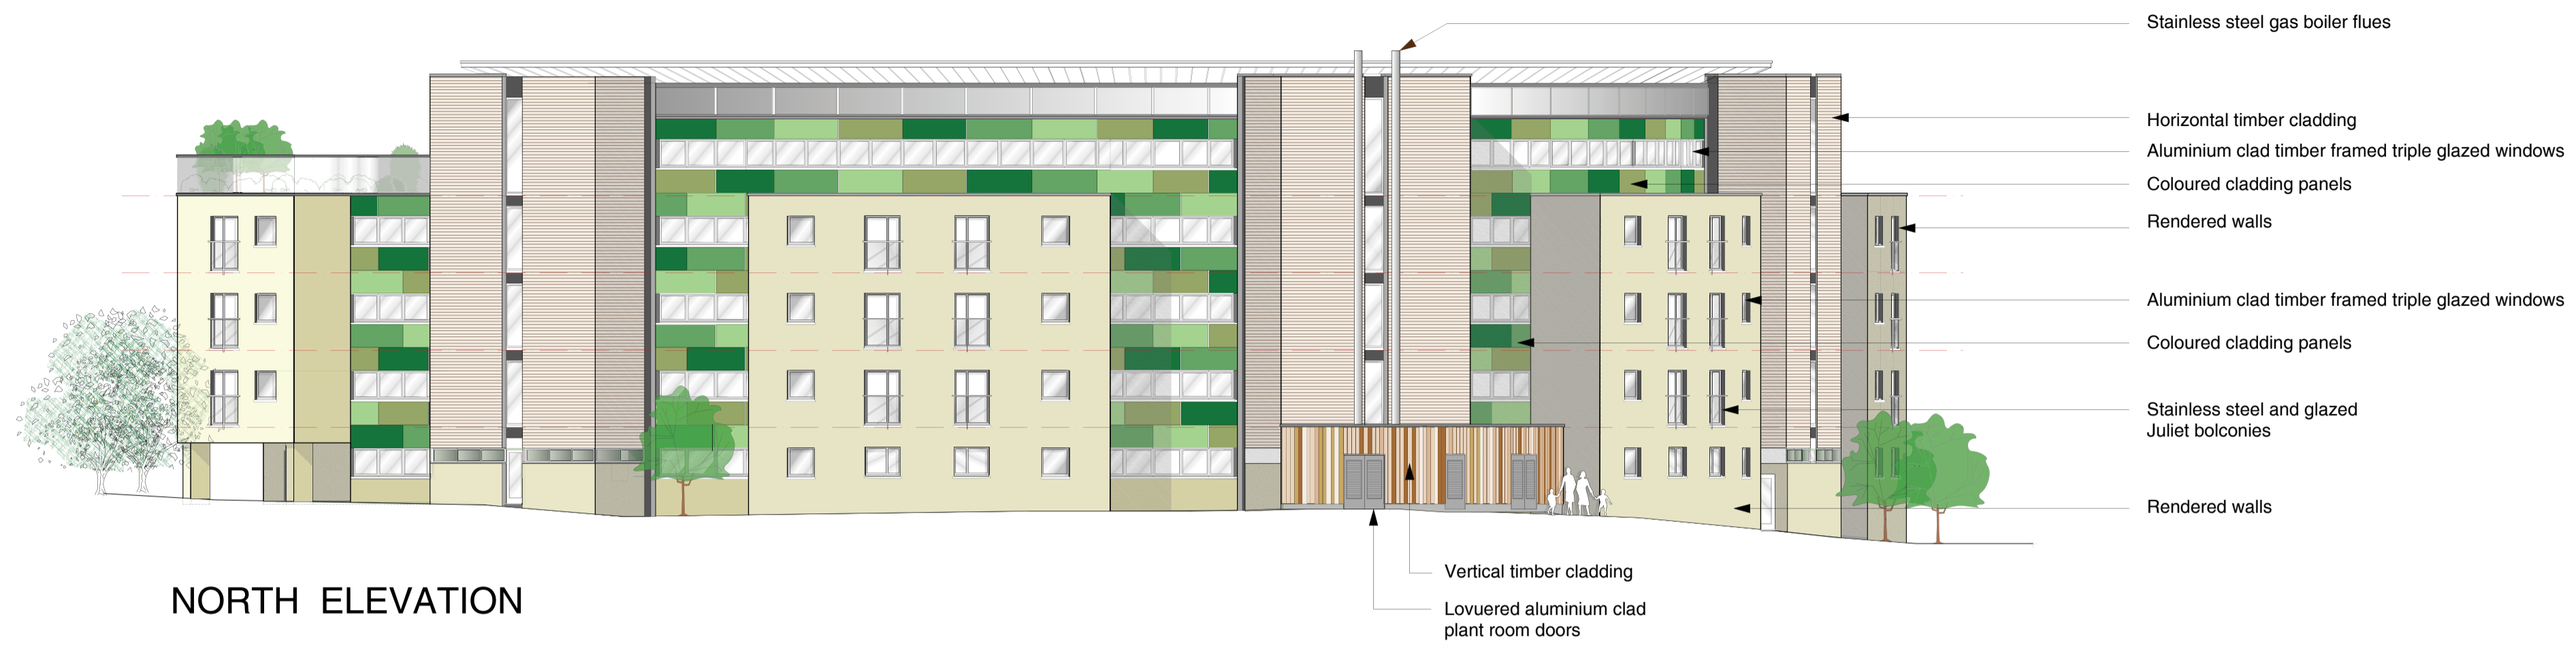 Stainless steel gas boiler flues
Horizontal timber cladding
Aluminium clad timber framed triple glazed windows
Coloured cladding panels
Rendered walls
Aluminium clad timber framed triple glazed windows
Coloured cladding panels
Stainless steel and glazed
Juliet bolconies
Rendered walls
Vertical timber cladding
Lovuered aluminium clad
plant room doors
NORTH ELEVATION